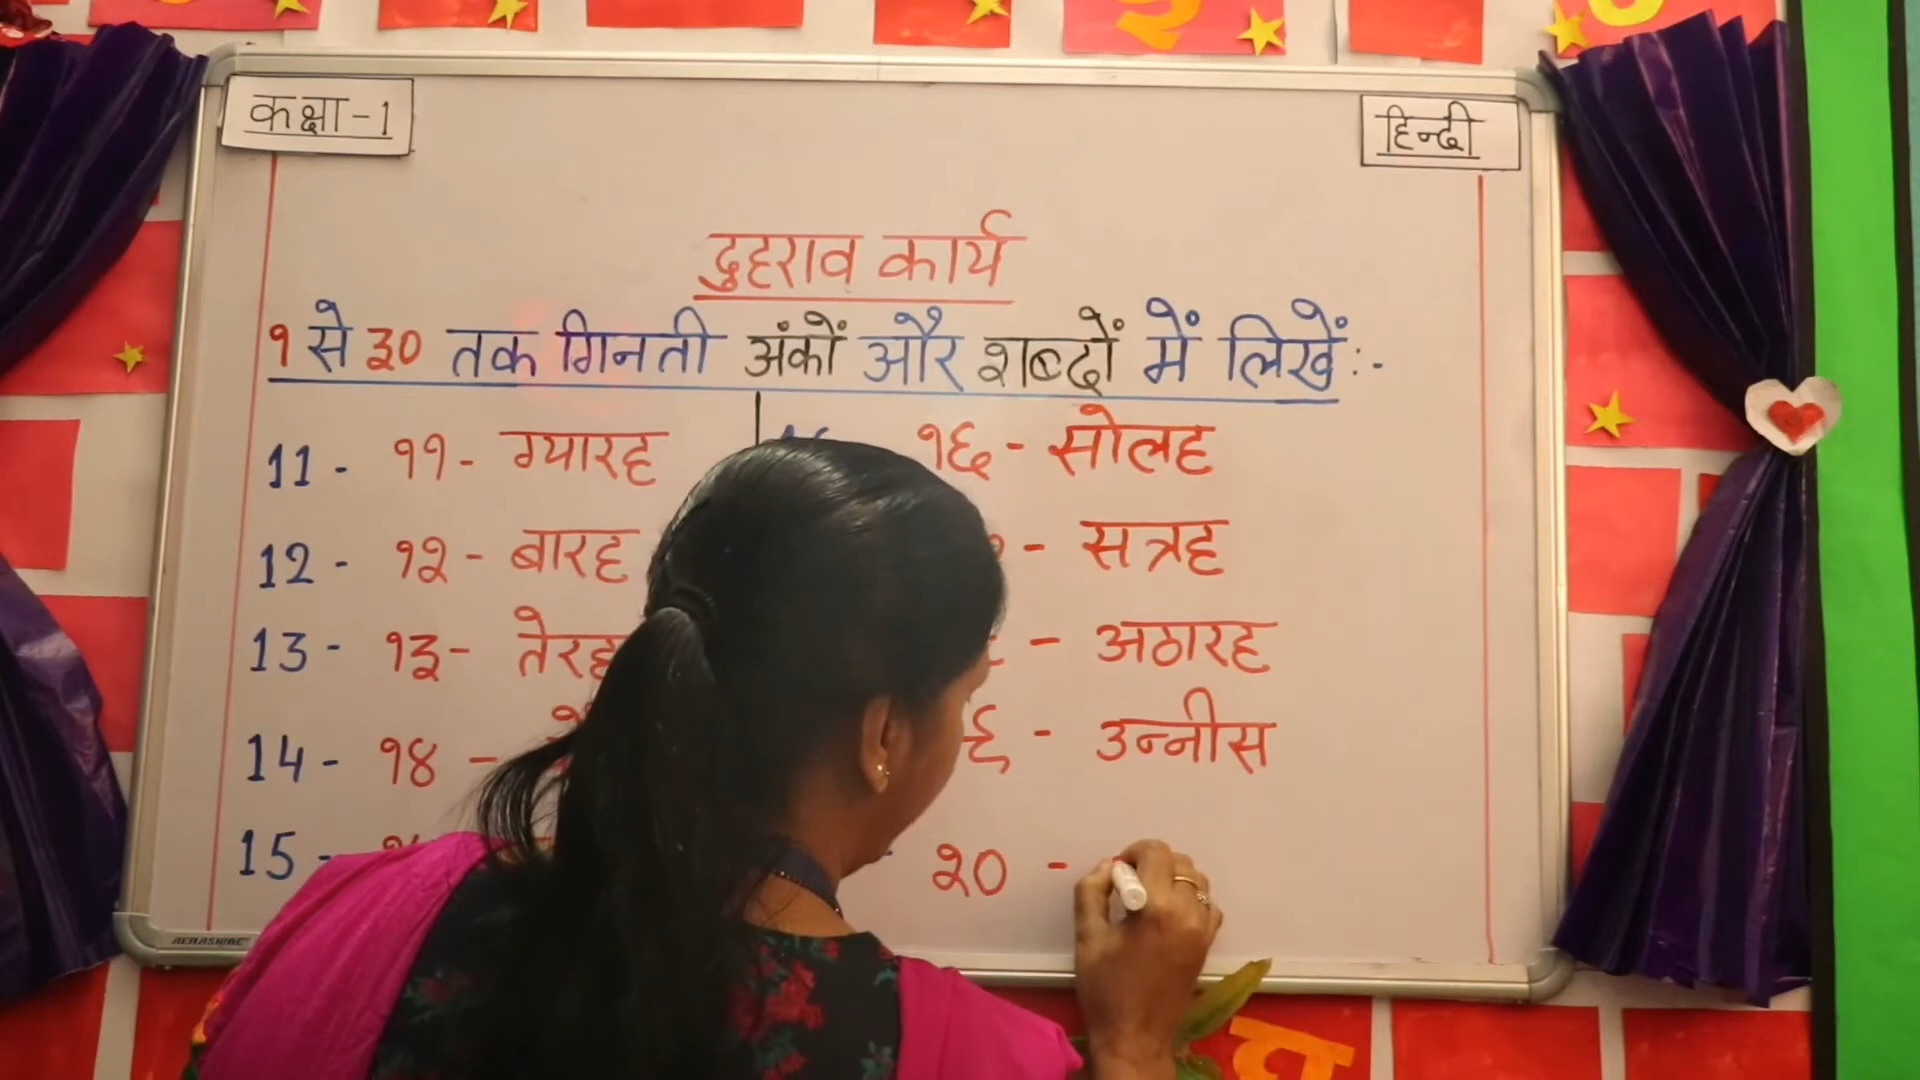 कक्षा-1
हिन्दी
दुहराव कार्य
१ से ३० तक गिनती अंकों और शब्दों में लिखें :-
11 - ११ - ग्यारह
१६ - सोलह
12 - १२ - बारह
- सत्रह
13 - १३ - तेरह
- अठारह
14 - १४ -
- उन्नीस
15 -
२० -